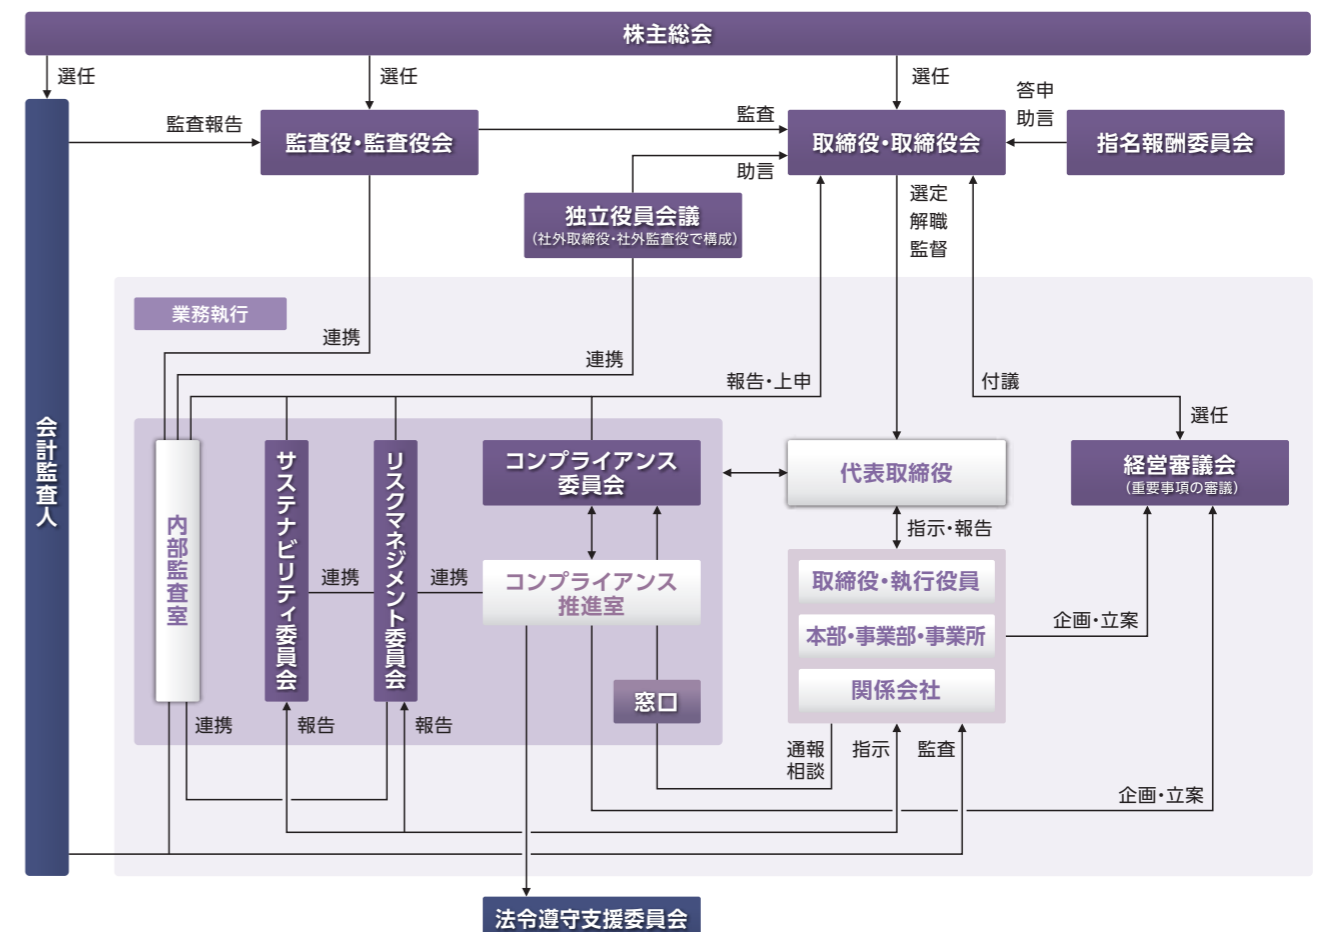 株主総会
選任
選任
選任
答申
助言
監査報告
監査役・監査役会
監査
取締役・取締役会
指名報酬委員会
助言
独立役員会議
（社外取締役・社外監査役で構成）
選定
解職
監督
業務執行
連携
連携
報告・上申
付議
選任
会計監査人
内部監査室
サステナビリティ委員会
リスクマネジメント委員会
コンプライアンス
委員会
代表取締役
経営審議会
（重要事項の審議）
指示・報告
連携
連携
コンプライアンス
推進室
取締役・執行役員
本部・事業部・事業所
関係会社
企画・立案
窓口
連携
報告
報告
通報
相談
指示
監査
企画・立案
法令遵守支援委員会